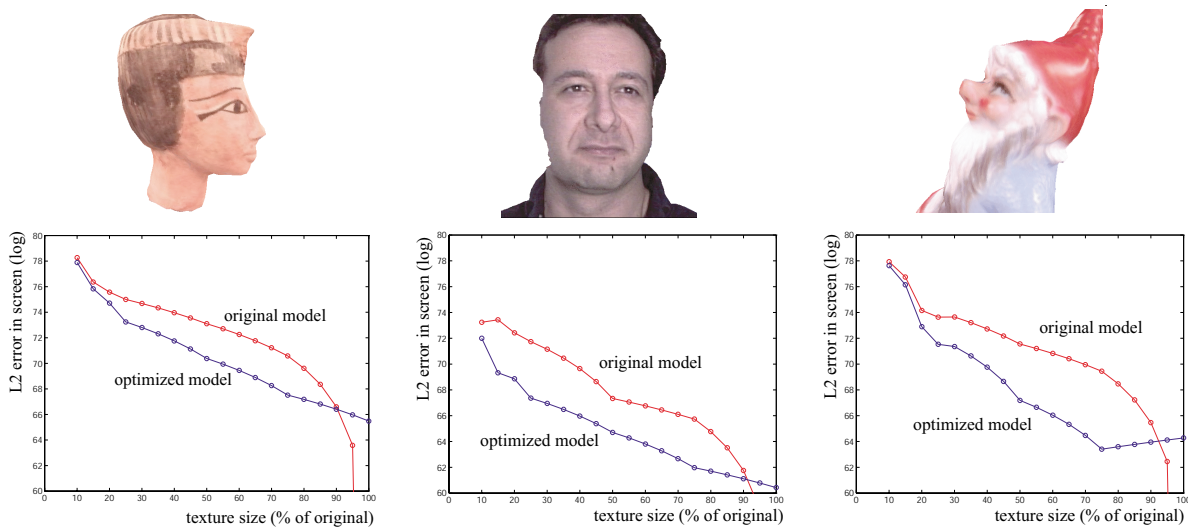 80
78
76
74
72
70
68
66
64
62
60
0 10 20 30 40 50 60 70 80 90 100
L2 error in screen (log)
original model
optimized model
texture size (% of original)
80
78
76
74
72
70
68
66
64
62
60
0 10 20 30 40 50 60 70 80 90 100
L2 error in screen (log)
original model
optimized model
texture size (% of original)
80
78
76
74
72
70
68
66
64
62
60
0 10 20 30 40 50 60 70 80 90 100
L2 error in screen (log)
original model
optimized model
texture size (% of original)